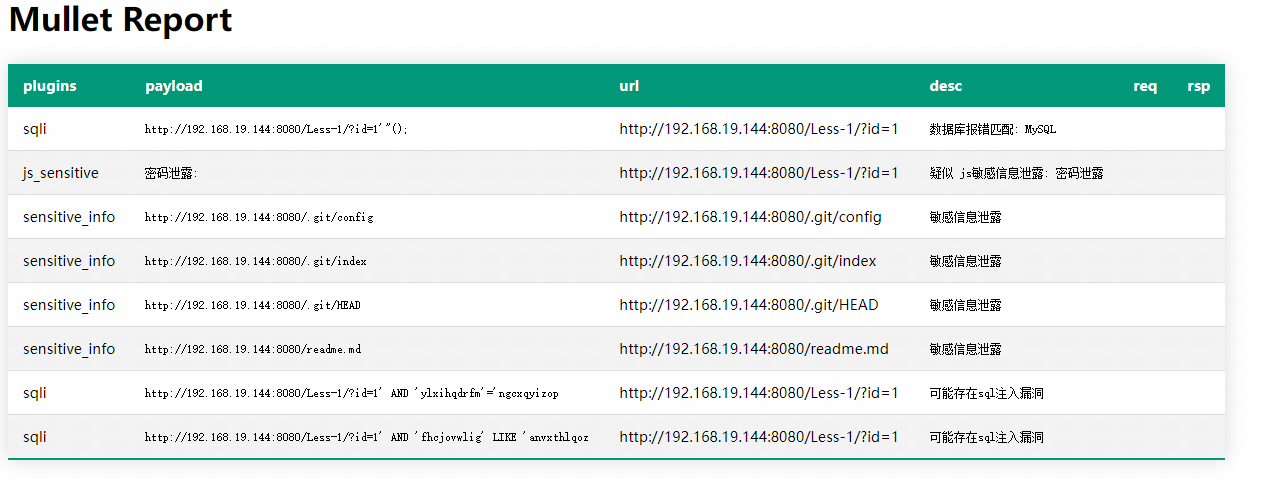 Mullet Report
plugins payload url desc req rsp
sqli http://192.168.19.144:8080/Less-1/?id=1'"(); http://192.168.19.144:8080/Less-1/?id=1 数据库报错匹配: MySQL
js_sensitive 密码泄露: http://192.168.19.144:8080/Less-1/?id=1 疑似 js敏感信息泄露: 密码泄露
sensitive_info http://192.168.19.144:8080/.git/config http://192.168.19.144:8080/.git/config 敏感信息泄露
sensitive_info http://192.168.19.144:8080/.git/index http://192.168.19.144:8080/.git/index 敏感信息泄露
sensitive_info http://192.168.19.144:8080/.git/HEAD http://192.168.19.144:8080/.git/HEAD 敏感信息泄露
sensitive_info http://192.168.19.144:8080/readme.md http://192.168.19.144:8080/readme.md 敏感信息泄露
sqli http://192.168.19.144:8080/Less-1/?id=1' AND 'ylxihqdrfm'='ngcxqyizop http://192.168.19.144:8080/Less-1/?id=1 可能存在sql注入漏洞
sqli http://192.168.19.144:8080/Less-1/?id=1' AND 'fhcjovwlig' LIKE 'anvxthlqoz http://192.168.19.144:8080/Less-1/?id=1 可能存在sql注入漏洞